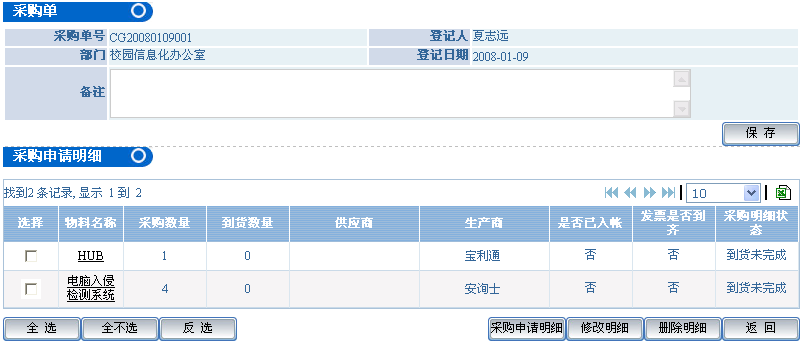 采购单
采购单号 CG20080109001 登记人 夏志远
部门 校园信息化办公室 登记日期 2008-01-09
备注
保 存
采购申请明细
找到2 条记录, 显示 1 到 2 10
选择 物料名称 采购数量 到货数量 供应商 生产商 是否已入帐 发票是否到齐 采购明细状态
HUB 1 0 宝利通 否 否 到货未完成
电脑入侵检测系统 4 0 安询士 否 否 到货未完成
全 选 全不选 反 选 采购申请明细 修改明细 删除明细 返 回